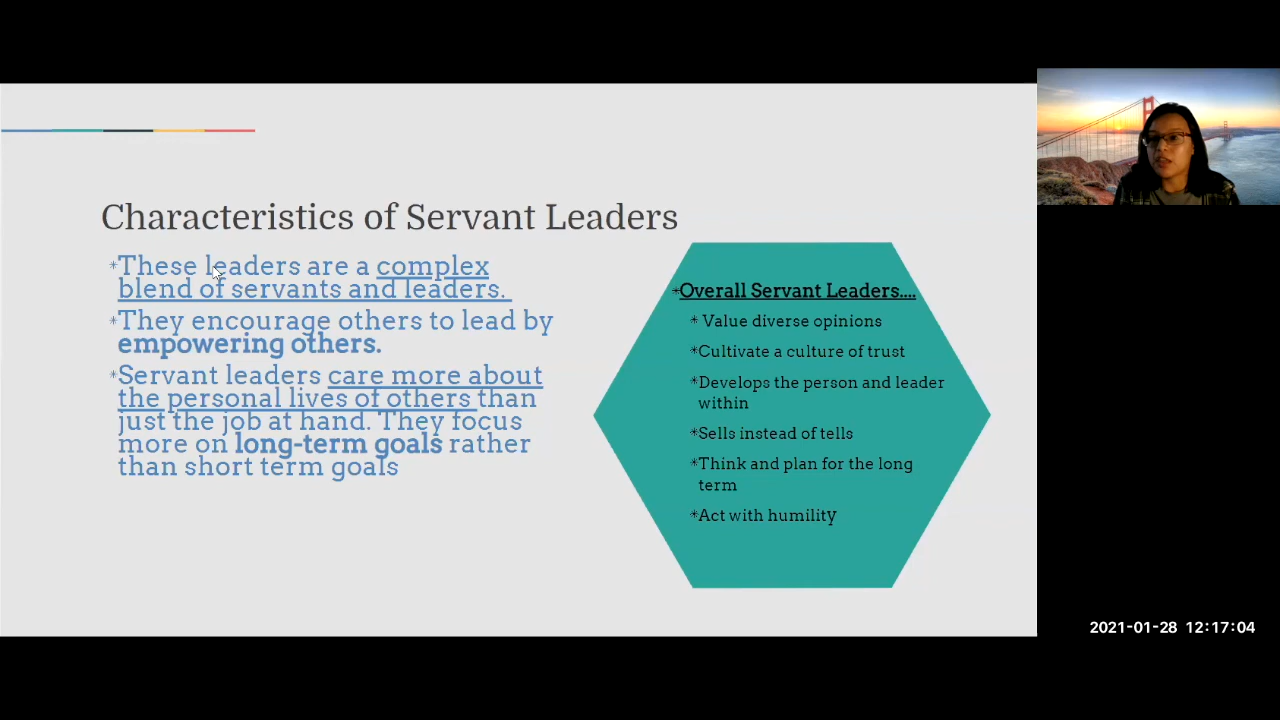 Characteristics of Servant Leaders
*These leaders are a complex
blend of servants and leaders.
*They encourage others to lead by
empowering others.
*Servant leaders care more about
the personal lives of others than
just the job at hand. They focus
more on long-term goals rather
than short term goals
*Overall Servant Leaders....
* Value diverse opinions
*Cultivate a culture of trust
*Develops the person and leader
within
*Sells instead of tells
*Think and plan for the long
term
*Act with humility
2021-01-28 12:17:04